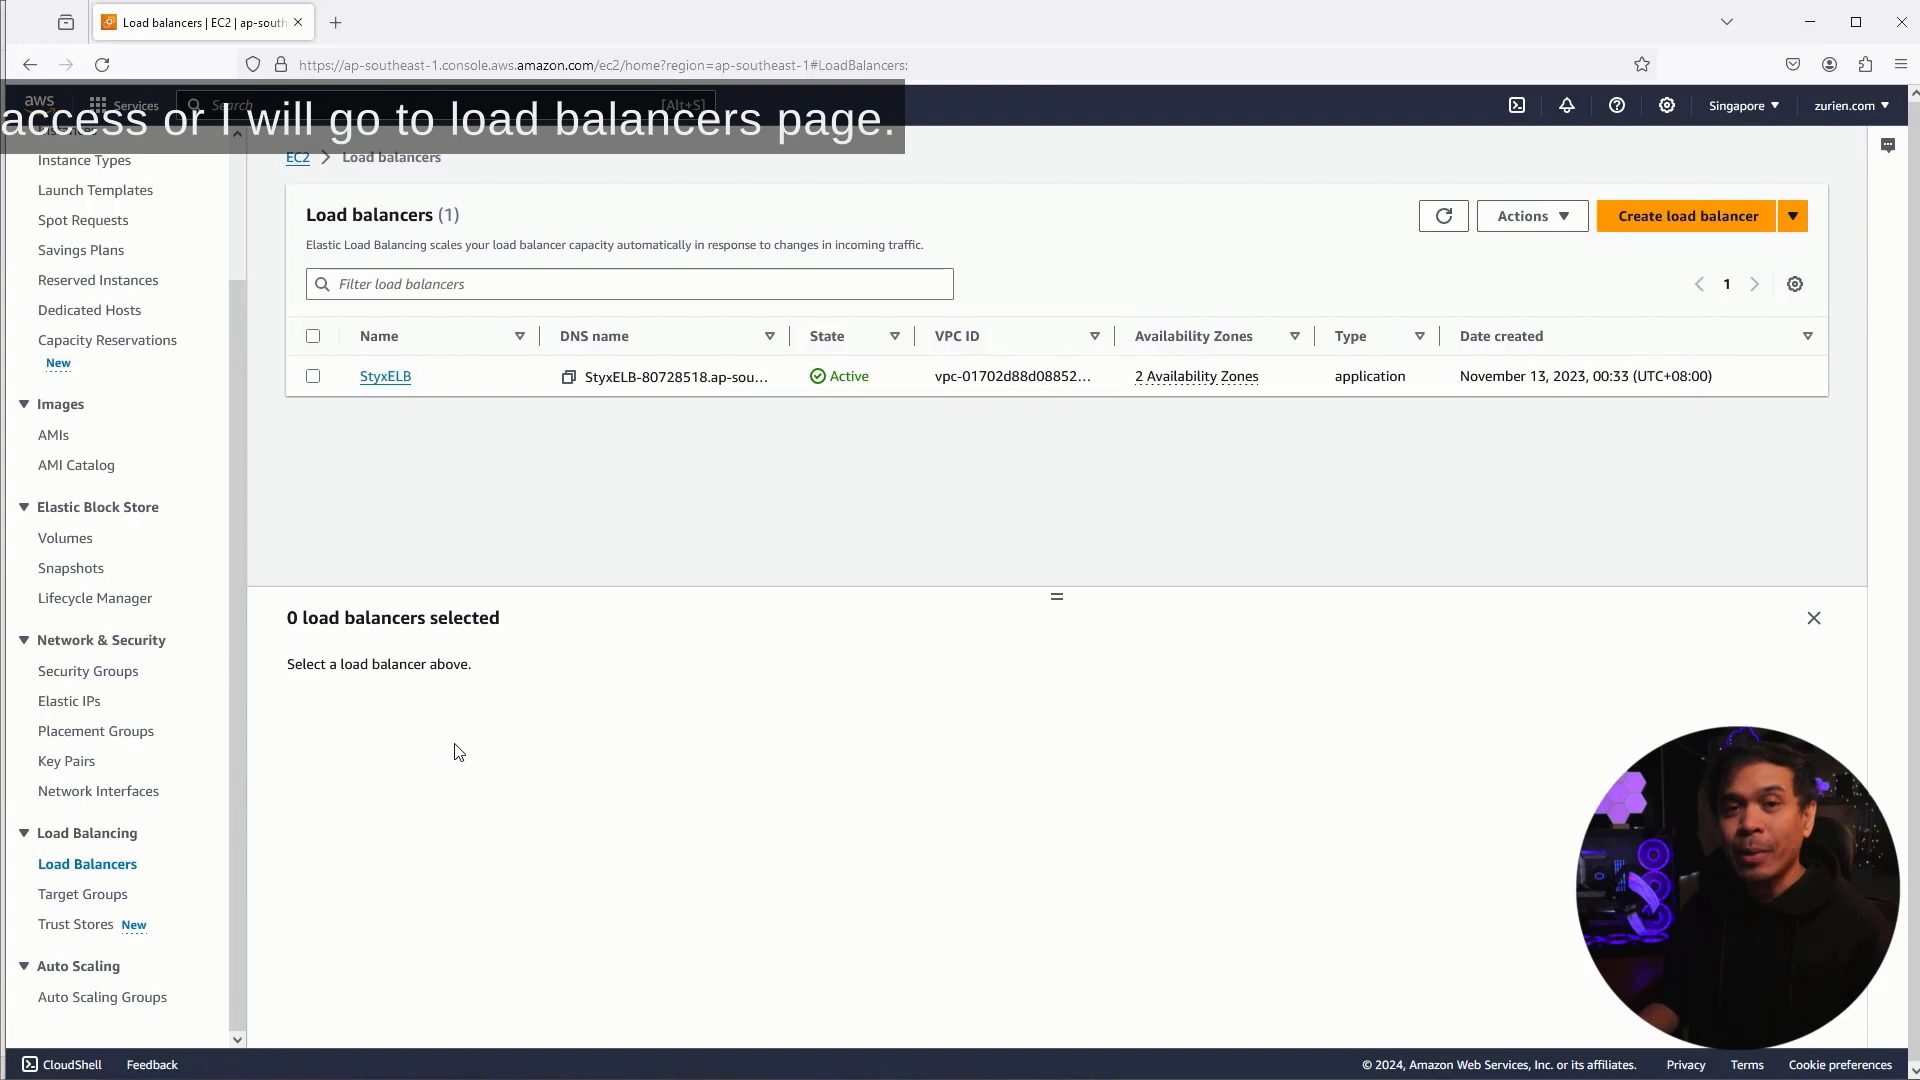 Load balancers | EC2 | ap-south
https://ap-southeast-1.console.aws.amazon.com/ec2/home?region=ap-southeast-1#LoadBalancers:
aws
Services
Search
[Alt+S]
Singapore
zurien.com
access or I will go to load balancers page.
Instances
Instance Types
Launch Templates
Spot Requests
Savings Plans
Reserved Instances
Dedicated Hosts
Capacity Reservations
New
Images
AMIs
AMI Catalog
Elastic Block Store
Volumes
Snapshots
Lifecycle Manager
Network & Security
Security Groups
Elastic IPs
Placement Groups
Key Pairs
Network Interfaces
Load Balancing
Load Balancers
Target Groups
Trust Stores New
Auto Scaling
Auto Scaling Groups
EC2 > Load balancers
Load balancers (1)
Actions
Create load balancer
Elastic Load Balancing scales your load balancer capacity automatically in response to changes in incoming traffic.
Filter load balancers
1
Name DNS name State VPC ID Availability Zones Type Date created
StyxELB StyxELB-80728518.ap-sou... Active vpc-01702d88d08852... 2 Availability Zones application November 13, 2023, 00:33 (UTC+08:00)
0 load balancers selected
Select a load balancer above.
CloudShell Feedback © 2024, Amazon Web Services, Inc. or its affiliates. Privacy Terms Cookie preferences